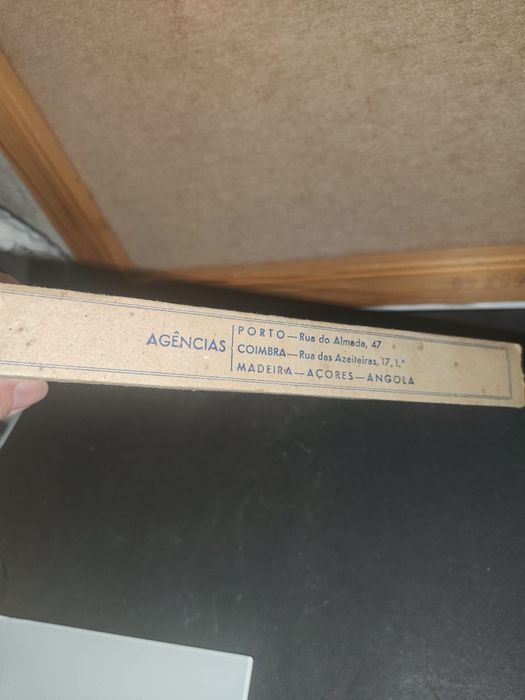 AGÊNCIAS
PORTO—Rua do Almada, 47
COIMBRA—Rua das Azeiteiras, 17, 1.º
MADEIRA—AÇORES—ANGOLA